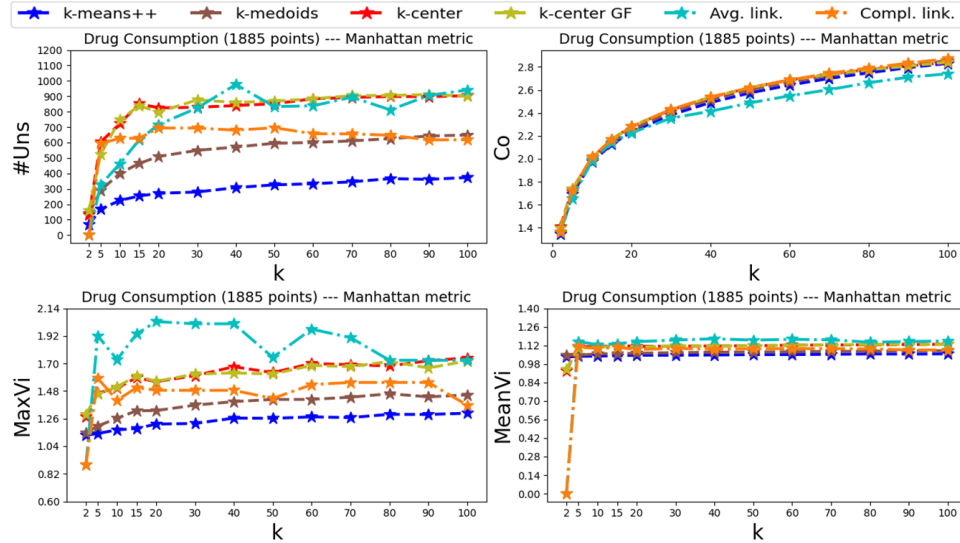 k-means++ k-medoids k-center k-center GF Avg. link. Compl. link.
Drug Consumption (1885 points) --- Manhattan metric
1200
1100
1000
900
800
700
600
500
400
300
200
100
0
#Uns
2 5 10 15 20 30 40 50 60 70 80 90 100
k
Drug Consumption (1885 points) --- Manhattan metric
2.8
2.6
2.4
2.2
2.0
1.8
1.6
1.4
Co
0 20 40 60 80 100
k
Drug Consumption (1885 points) --- Manhattan metric
2.14
1.92
1.70
1.48
1.26
1.04
0.82
0.60
MaxVi
2 5 10 15 20 30 40 50 60 70 80 90 100
k
Drug Consumption (1885 points) --- Manhattan metric
1.40
1.26
1.12
0.98
0.84
0.70
0.56
0.42
0.28
0.14
0.00
MeanVi
2 5 10 15 20 30 40 50 60 70 80 90 100
k